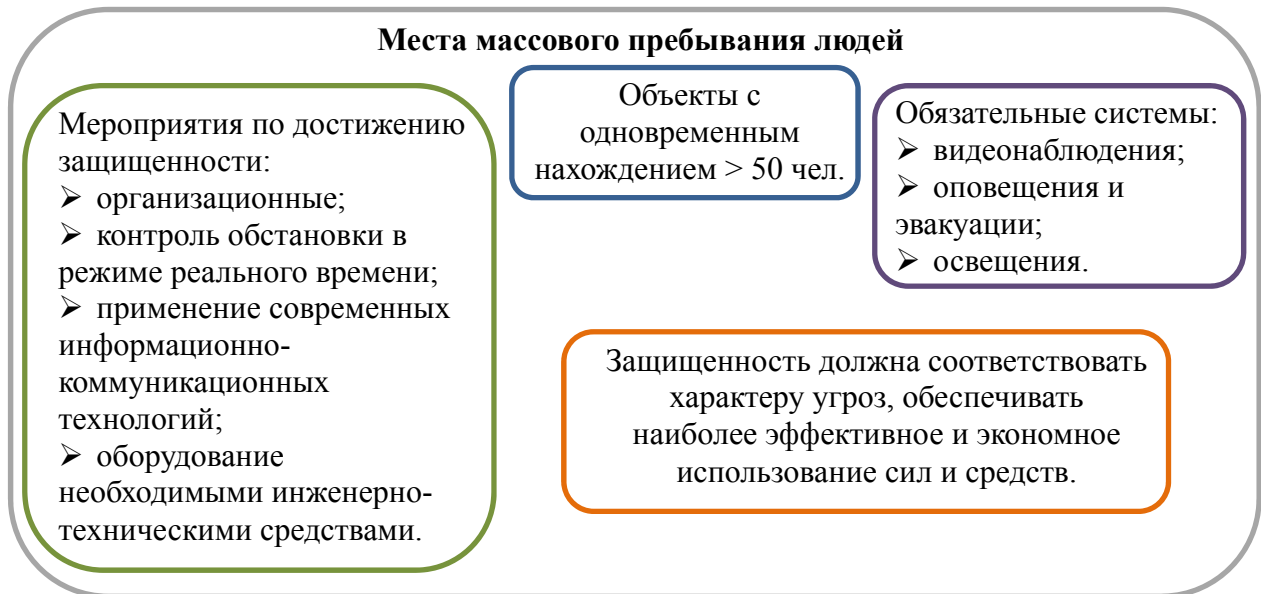 Места массового пребывания людей
Мероприятия по достижению
защищенности:
➢ организационные;
➢ контроль обстановки в
режиме реального времени;
➢ применение современных
информационно-
коммуникационных
технологий;
➢ оборудование
необходимыми инженерно-
техническими средствами.
Объекты с
одновременным
нахождением > 50 чел.
Обязательные системы:
➢ видеонаблюдения;
➢ оповещения и
эвакуации;
➢ освещения.
Защищенность должна соответствовать
характеру угроз, обеспечивать
наиболее эффективное и экономное
использование сил и средств.